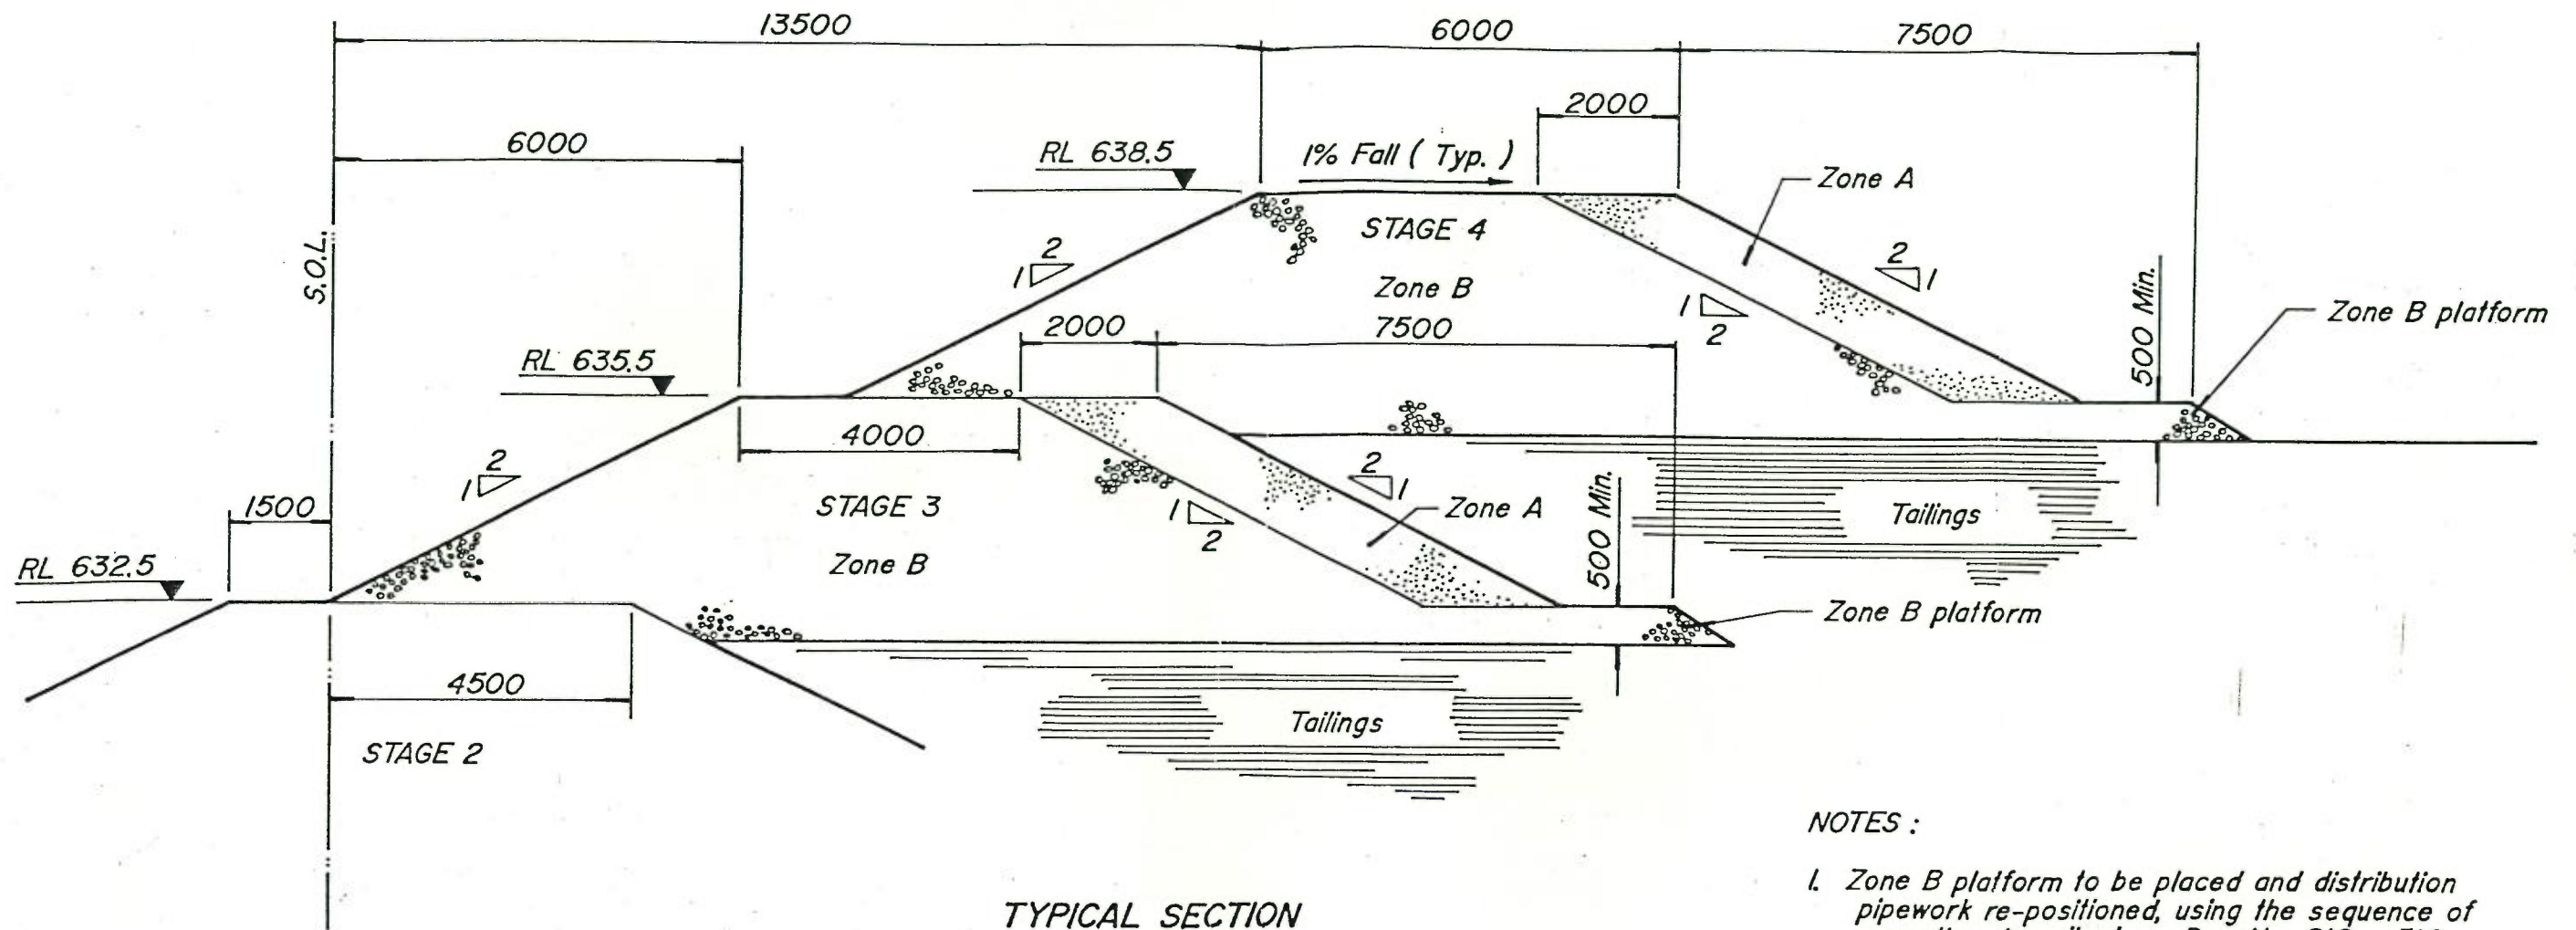 13500
6000
7500
2000
6000
RL 638.5
1% Fall ( Typ. )
Zone A
S.O.L.
2
1
STAGE 4
2
1
Zone B
1
2
500 Min.
Zone B platform
2000
7500
RL 635.5
4000
2
1
2
1
1500
STAGE 3
1
2
Zone A
500 Min.
Tailings
RL 632.5
Zone B
Zone B platform
4500
Tailings
STAGE 2
NOTES :
1. Zone B platform to be placed and distribution
pipework re-positioned, using the sequence of
TYPICAL SECTION